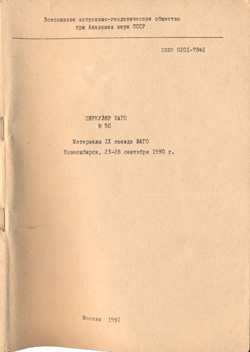 Всесоюзное астрономо-геодезическое общество
при Академии наук СССР
ISSN 0201-7342
ЦИРКУЛЯР ВАГО
№ 50
Материалы IX съезда ВАГО
Новосибирск, 23-28 сентября 1990 г.
Москва 1991